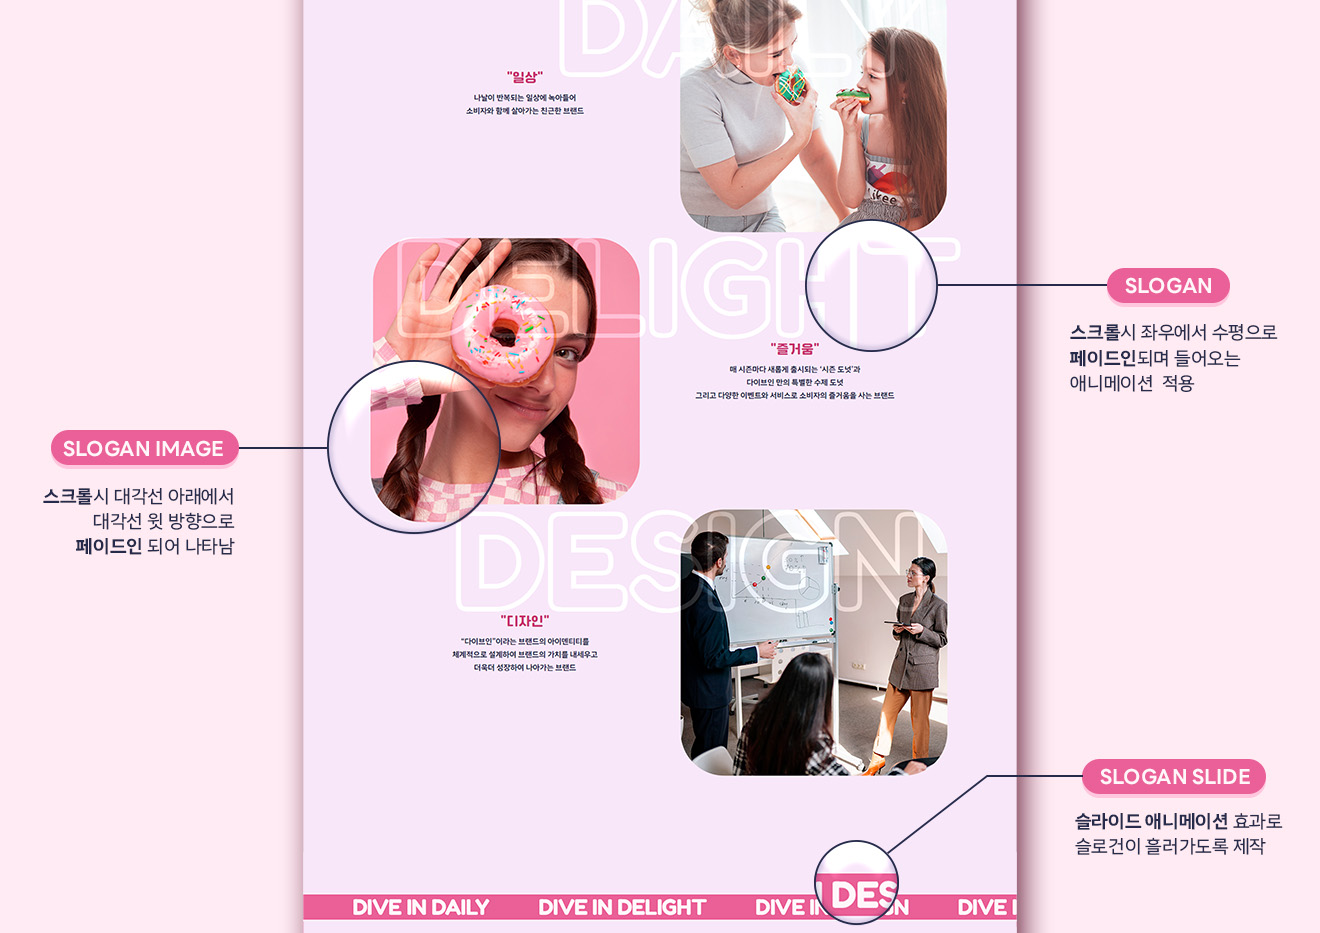 DAILY
"일상"
나날이 반복되는 일상에 녹아들어
소비자와 함께 살아가는 친근한 브랜드
likee
DELIGHT
SLOGAN
스크롤시 좌우에서 수평으로
페이드인되며 들어오는
애니메이션 적용
"즐거움"
매 시즌마다 새롭게 출시되는 '시즌 도넛'과
다이브인 만의 특별한 수제 도넛
그리고 다양한 이벤트와 서비스로 소비자의 즐거움을 사는 브랜드
SLOGAN IMAGE
스크롤시 대각선 아래에서
대각선 윗 방향으로
페이드인 되어 나타남
DESIGN
"디자인"
"다이브인"이라는 브랜드의 아이덴티티를
체계적으로 설계하여 브랜드의 가치를 내세우고
더욱더 성장하여 나아가는 브랜드
SLOGAN SLIDE
슬라이드 애니메이션 효과로
슬로건이 흘러가도록 제작
DIVE IN DAILY DIVE IN DELIGHT DIVE IN DESN DIVE I